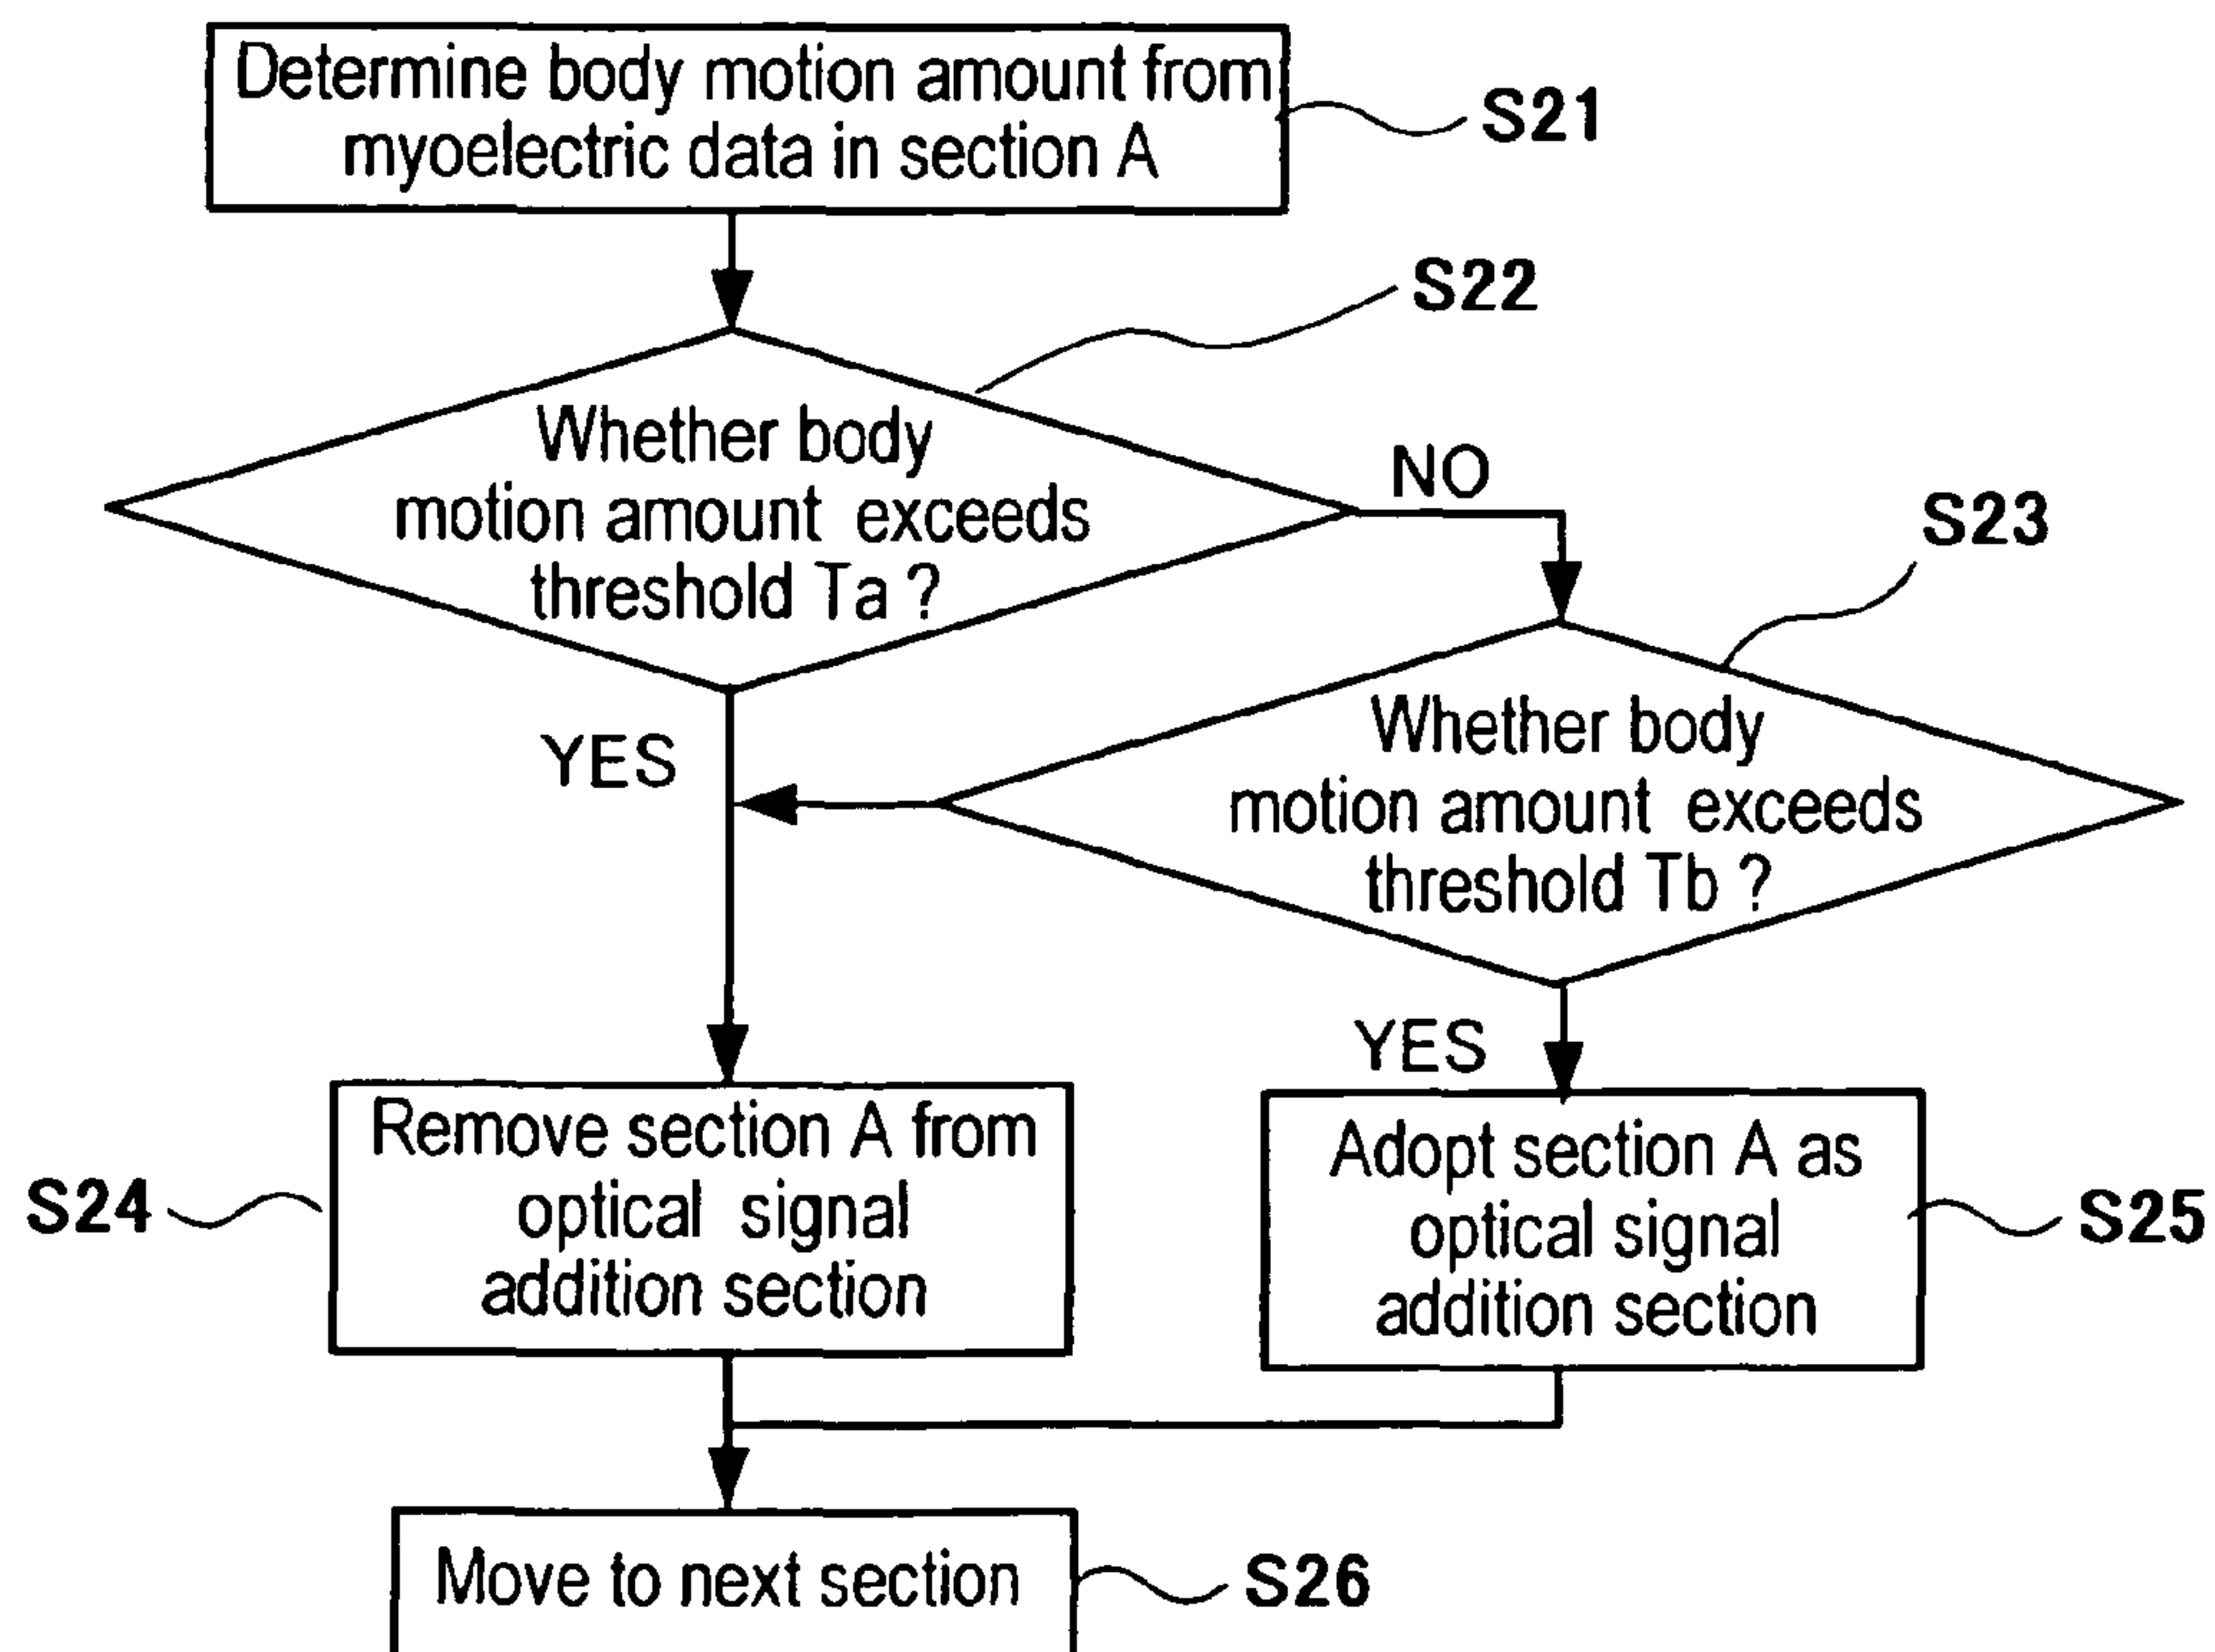 Determine body motion amount from
myoelectric data in section A
S21
S22
Whether body
motion amount exceeds
threshold Ta ?
NO
S23
YES
Whether body
motion amount exceeds
threshold Tb ?
YES
Remove section A from
optical signal
addition section
S24
Adopt section A as
optical signal
addition section
S25
Move to next section
S26